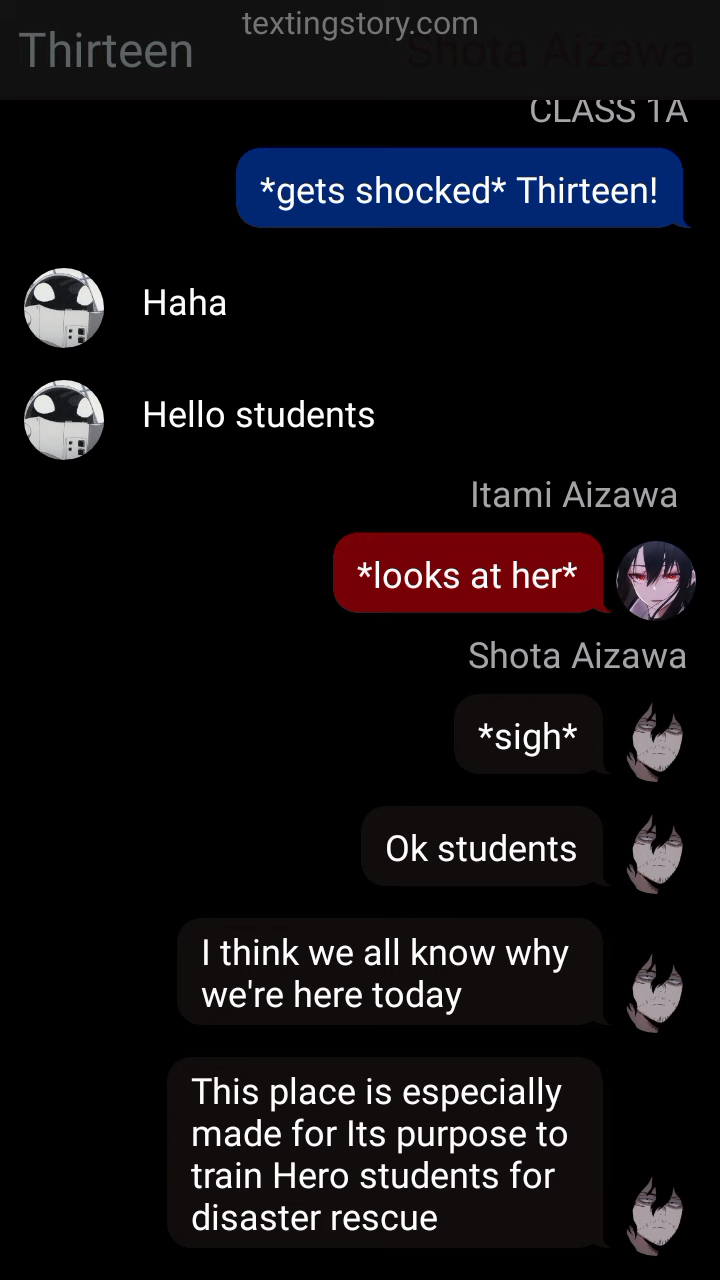 textingstory.com
Thirteen
Shota Aizawa
CLASS 1A
*gets shocked* Thirteen!
Haha
Hello students
Itami Aizawa
*looks at her*
Shota Aizawa
*sigh*
Ok students
I think we all know why
we're here today
This place is especially
made for Its purpose to
train Hero students for
disaster rescue